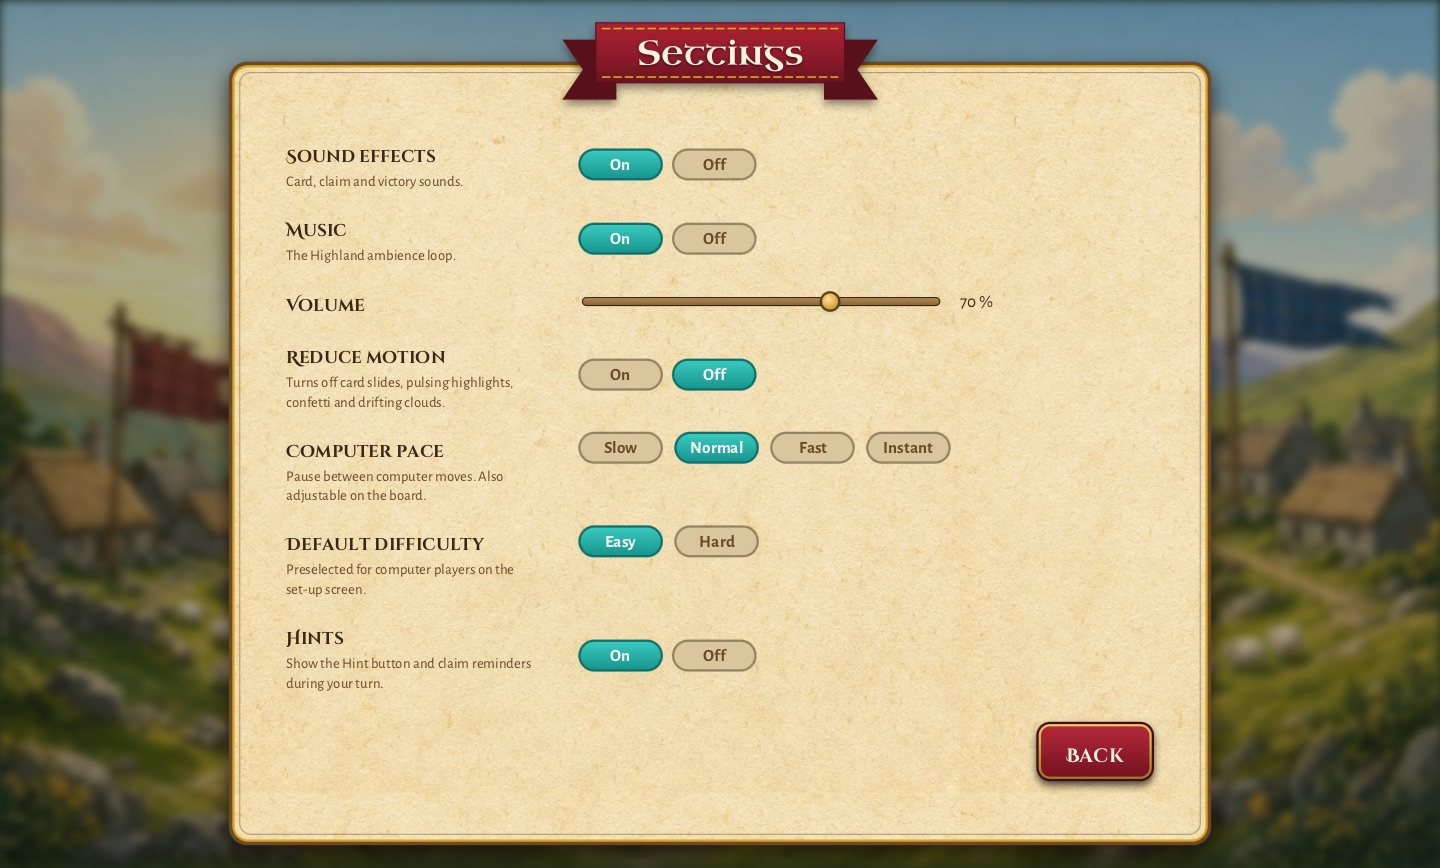 Settings
Sound effects
Card, claim and victory sounds.
On
Off
Music
The Highland ambience loop.
On
Off
Volume
70 %
Reduce motion
Turns off card slides, pulsing highlights,
confetti and drifting clouds.
On
Off
Computer pace
Pause between computer moves. Also
adjustable on the board.
Slow
Normal
Fast
Instant
Default difficulty
Preselected for computer players on the
set-up screen.
Easy
Hard
Hints
Show the Hint button and claim reminders
during your turn.
On
Off
Back